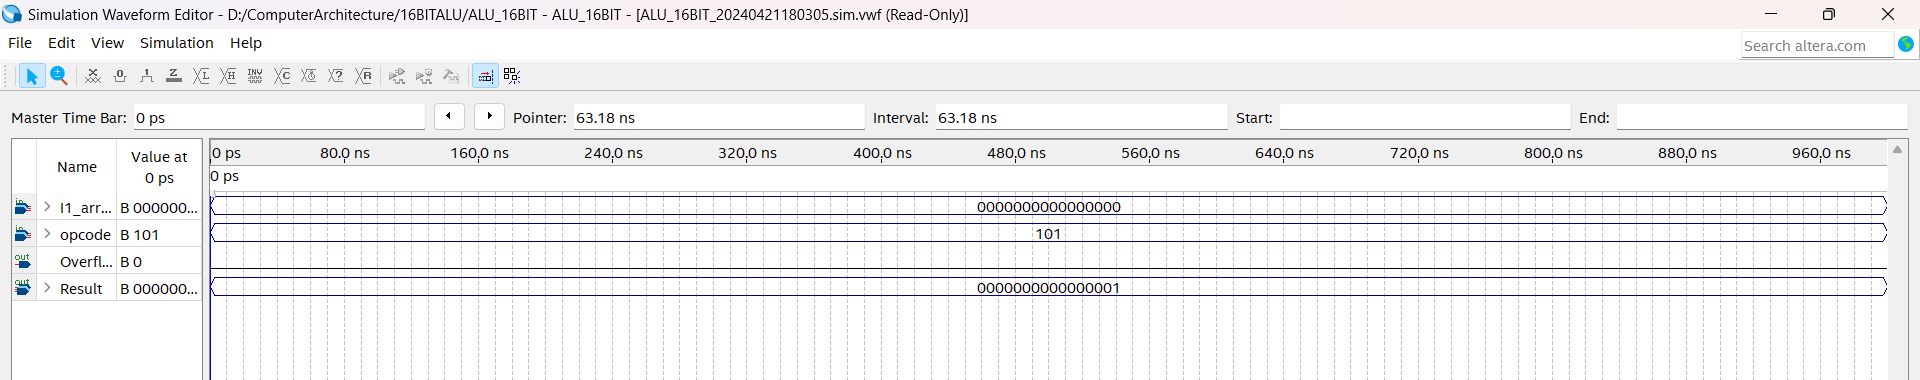 Simulation Waveform Editor - D:/ComputerArchitecture/16BITALU/ALU_16BIT - ALU_16BIT - [ALU_16BIT_20240421180305.sim.vwf (Read-Only)]
File Edit View Simulation Help
Search altera.com
Master Time Bar: 0 ps Pointer: 63.18 ns Interval: 63.18 ns Start: End:
Name Value at 0 ps
0 ps 80.0 ns 160.0 ns 240.0 ns 320.0 ns 400.0 ns 480.0 ns 560.0 ns 640.0 ns 720.0 ns 800.0 ns 880.0 ns 960.0 ns
0 ps
in I1_arr... B 000000... 0000000000000000
in opcode B 101 101
out Overfl... B 0
out Result B 000000... 0000000000000001